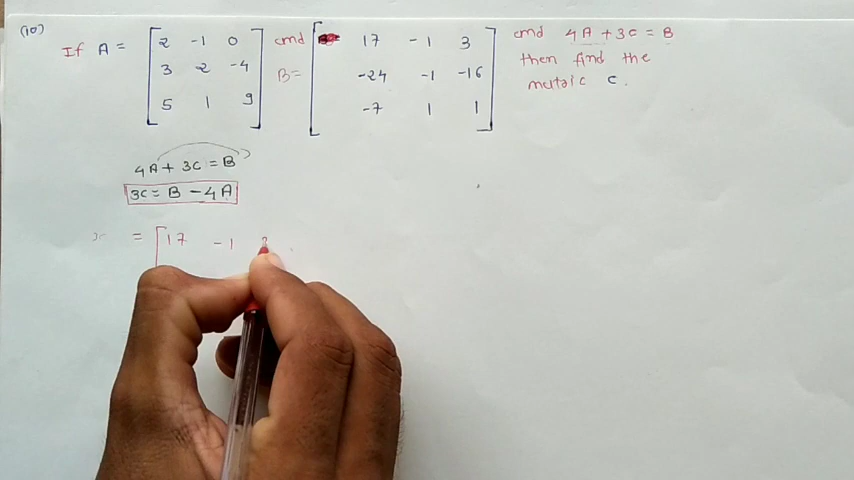 (10)
If A = [ 2 -1 0 and [ 17 -1 3 ] and 4A + 3C = B
3 2 -4 B= -24 -1 -16 then find the
5 1 9 ] -7 1 1 matric C.
4A + 3C = B
3C = B - 4A
= [ 17 -1 3